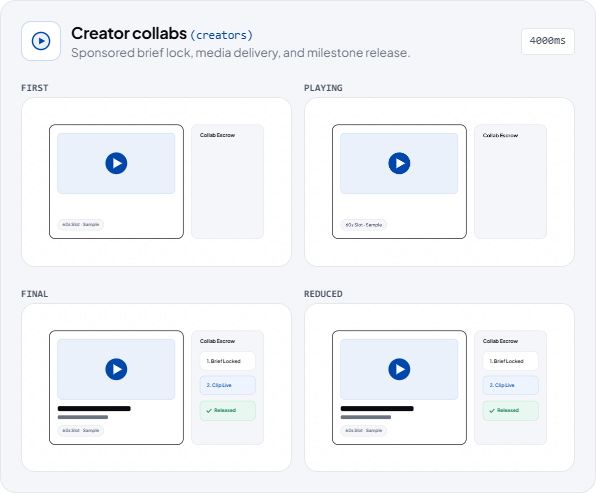 Creator collabs (creators)
Sponsored brief lock, media delivery, and milestone release.
4000ms
FIRST
Collab Escrow
60s Slot · Sample
PLAYING
Collab Escrow
60s Slot · Sample
FINAL
Collab Escrow
1. Brief Locked
2. Clip Live
Released
60s Slot · Sample
REDUCED
Collab Escrow
1. Brief Locked
2. Clip Live
Released
60s Slot · Sample